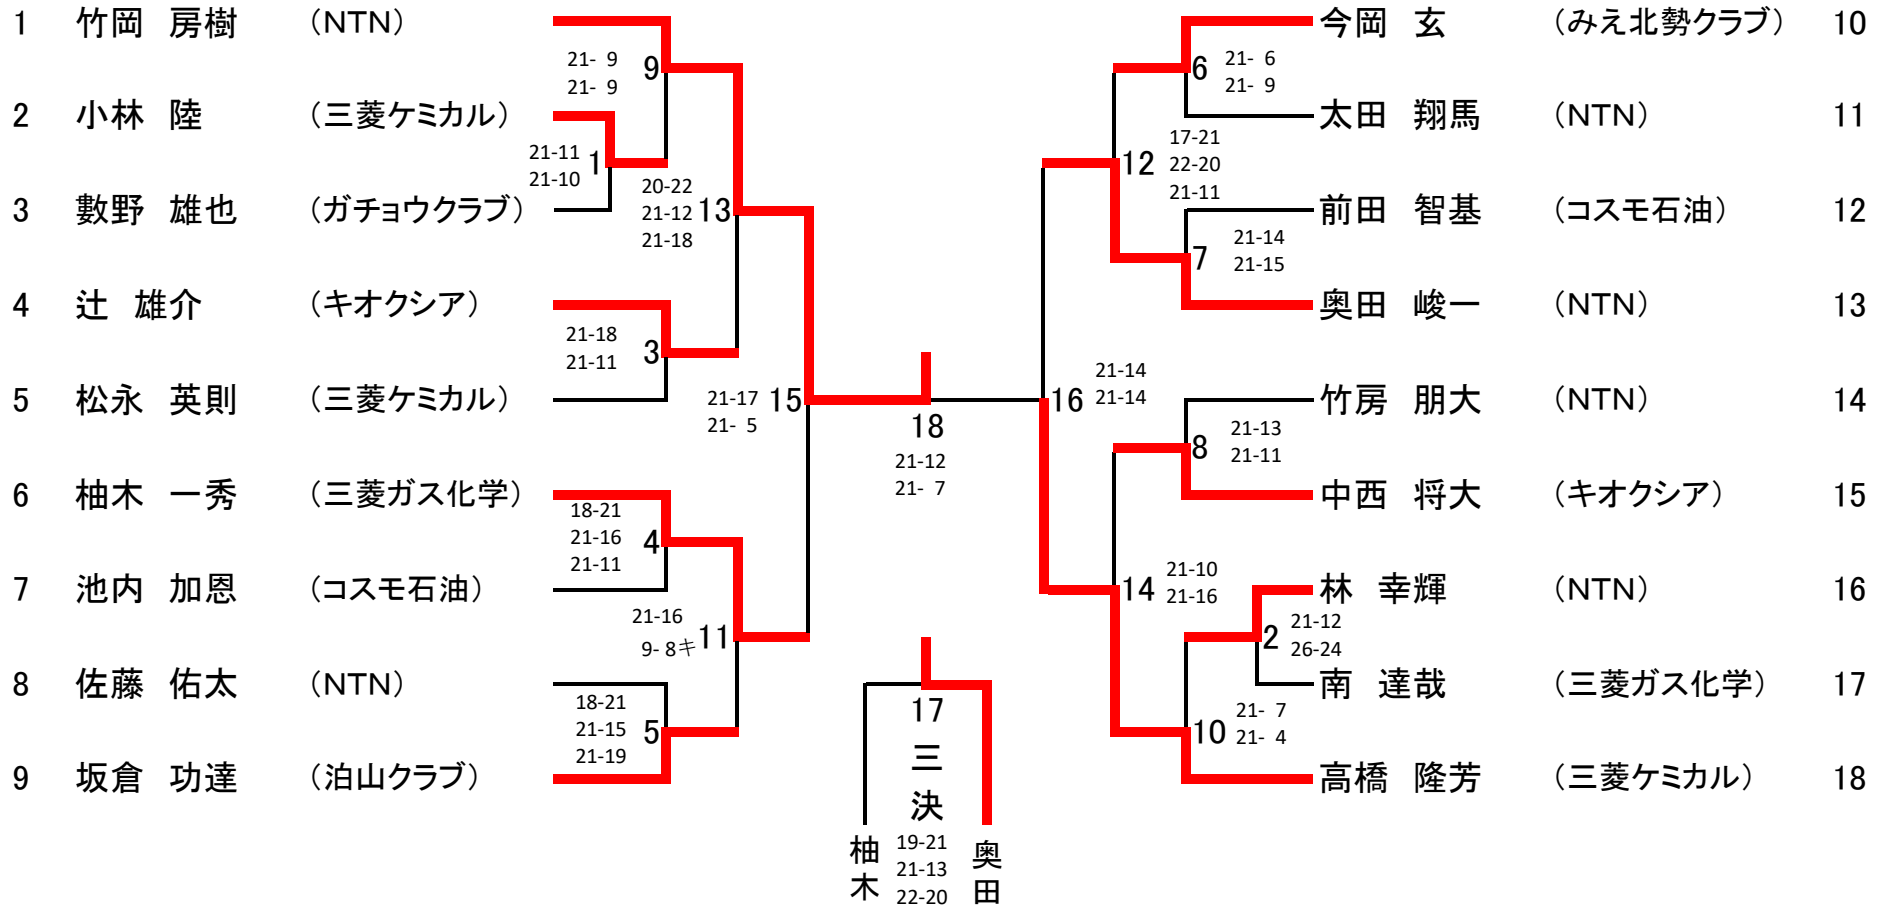 1 竹岡 房樹 (NTN)
21- 9
21- 9
9
2 小林 陸 (三菱ケミカル)
21-11
21-10
1
3 數野 雄也 (ガチョウクラブ)
20-22
21-12
21-18
13
4 辻 雄介 (キオクシア)
21-18
21-11
3
5 松永 英則 (三菱ケミカル)
21-17
21- 5
15
6 柚木 一秀 (三菱ガス化学)
18-21
21-16
21-11
4
7 池内 加恩 (コスモ石油)
21-16
9- 8キ
11
8 佐藤 佑太 (NTN)
18-21
21-15
21-19
5
9 坂倉 功達 (泊山クラブ)
18
21-12
21- 7
17
三
決
19-21
21-13
22-20
柚木
奥田
今岡 玄 (みえ北勢クラブ) 10
6
21- 6
21- 9
太田 翔馬 (NTN) 11
12
17-21
22-20
21-11
前田 智基 (コスモ石油) 12
7
21-14
21-15
奥田 峻一 (NTN) 13
16
21-14
21-14
竹房 朋大 (NTN) 14
8
21-13
21-11
中西 将大 (キオクシア) 15
14
21-10
21-16
林 幸輝 (NTN) 16
2
21-12
26-24
南 達哉 (三菱ガス化学) 17
10
21- 7
21- 4
高橋 隆芳 (三菱ケミカル) 18